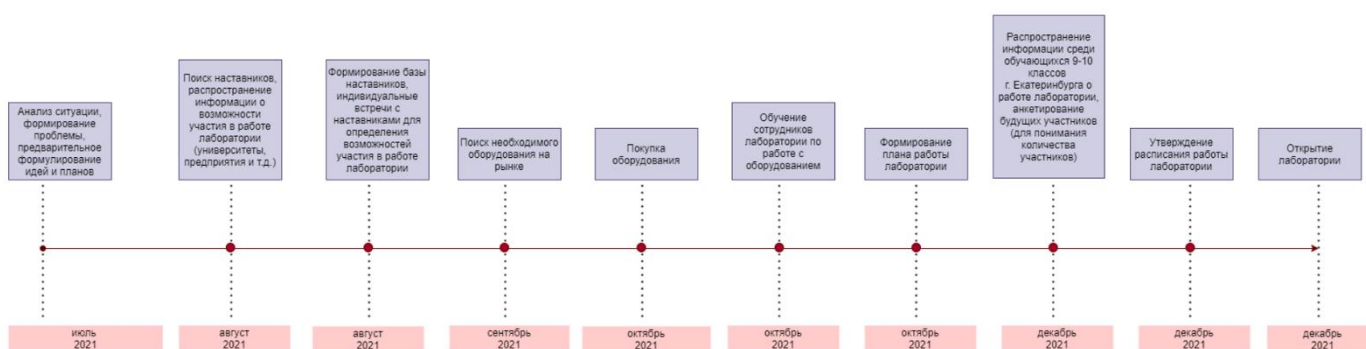 Анализ ситуации,
формирование
проблемы,
предварительное
формулирование
идей и планов
Поиск наставников,
распространение
информации о
возможности
участия в работе
лаборатории
(университеты,
предприятия и т.д.)
Формирование базы
наставников,
индивидуальные
встречи с
наставниками для
определения
возможностей
участия в работе
лаборатории
Поиск необходимого
оборудования на
рынке
Покупка
оборудования
Обучение
сотрудников
лаборатории по
работе с
оборудованием
Формирование
плана работы
лаборатории
Распространение
информации среди
обучающихся 9-10
классов
г. Екатеринбурга о
работе лаборатории,
анкетирование
будущих участников
(для понимания
количества
участников)
Утверждение
расписания работы
лаборатории
Открытие
лаборатории
июль
2021
август
2021
август
2021
сентябрь
2021
октябрь
2021
октябрь
2021
октябрь
2021
декабрь
2021
декабрь
2021
декабрь
2021